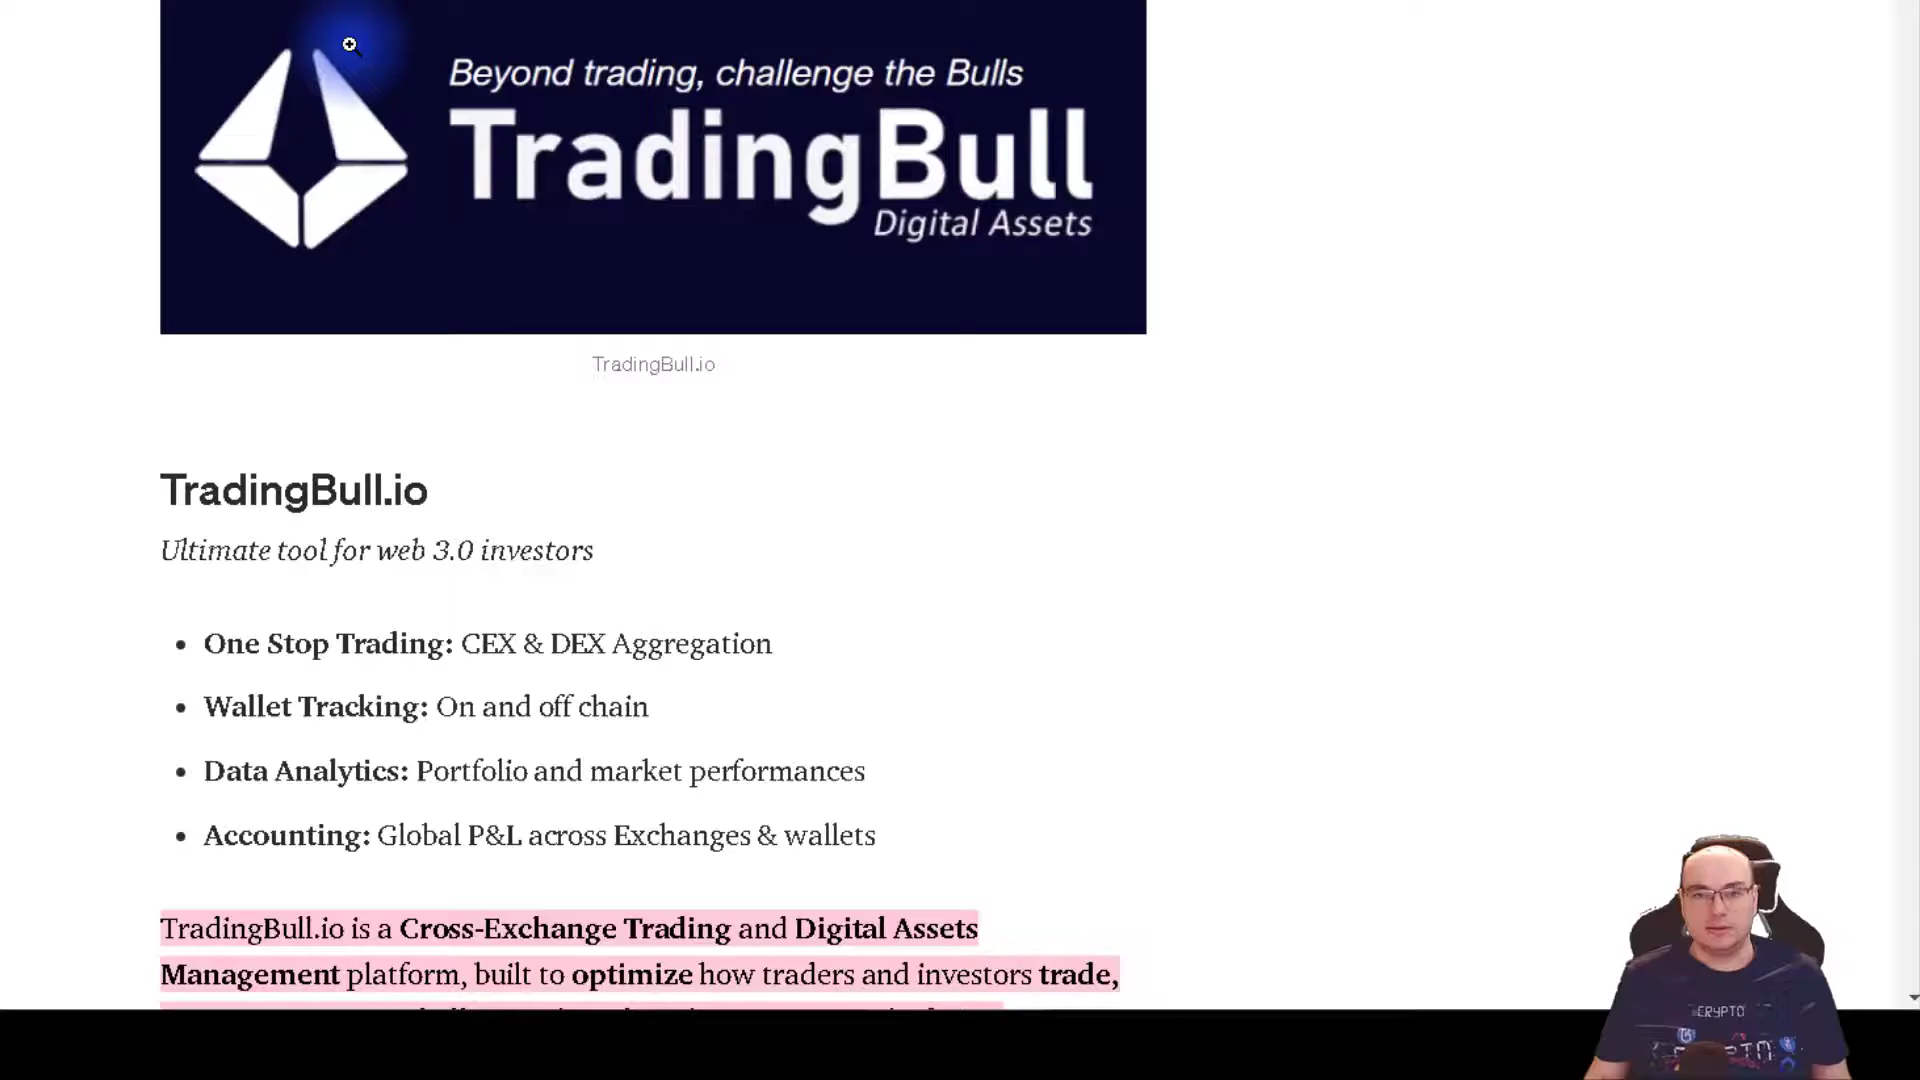 Beyond trading, challenge the Bulls
TradingBull
Digital Assets
TradingBull.io
TradingBull.io
Ultimate tool for web 3.0 investors
• One Stop Trading: CEX & DEX Aggregation
• Wallet Tracking: On and off chain
• Data Analytics: Portfolio and market performances
• Accounting: Global P&L across Exchanges & wallets
TradingBull.io is a Cross-Exchange Trading and Digital Assets
Management platform, built to optimize how traders and investors trade,
CRYPTO